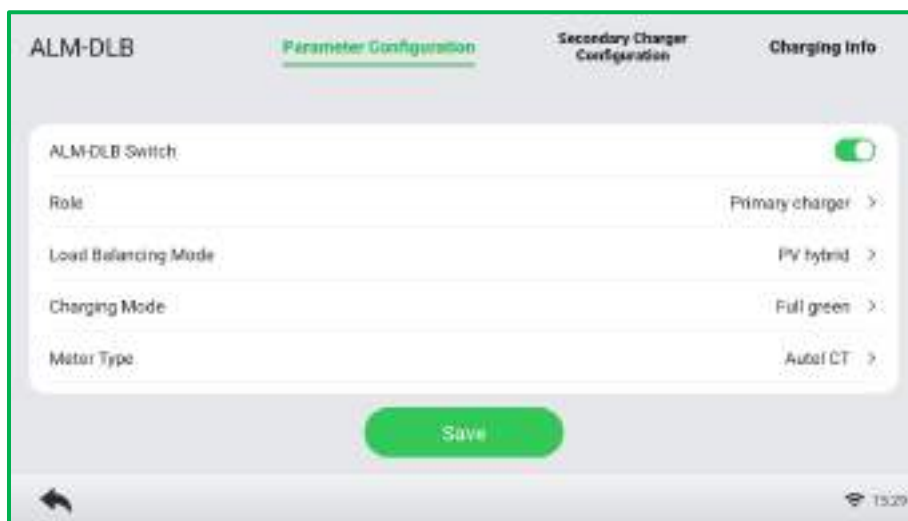 ALM-DLB
Parameter Configuration
Secondary Charger
Configuration
Charging Info
ALM-DLB Switch
Role
Primary charger >
Load Balancing Mode
PV hybrid >
Charging Mode
Full green >
Meter Type
Autel CT >
Save
15:29